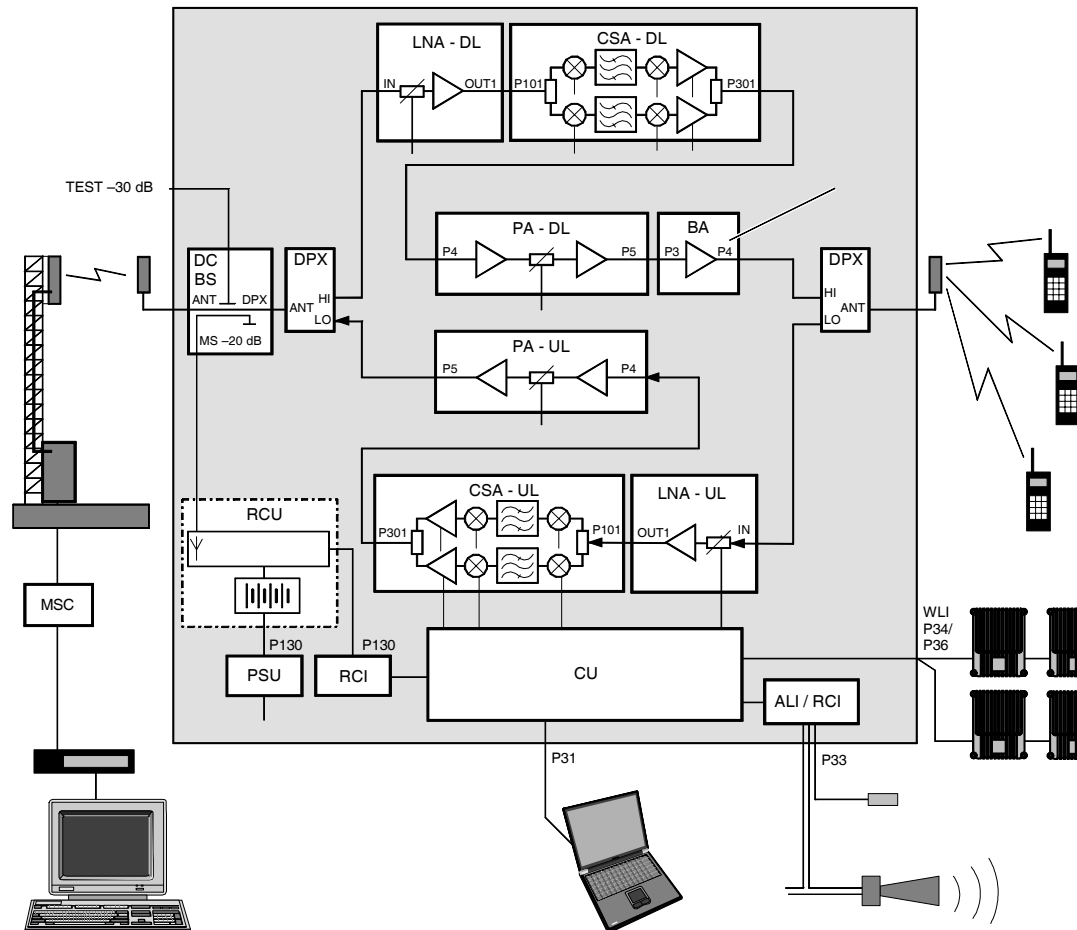 LNA - DL
CSA - DL
IN
OUT1
P101
P301
TEST –30 dB
PA - DL
BA
P4
P5
P3
P4
DC
BS
DPX
DPX
ANT
DPX
ANT
HI
LO
HI
LO
ANT
MS –20 dB
PA - UL
P5
P4
CSA - UL
LNA - UL
RCU
P301
P101
OUT1
IN
MSC
WLI
P34/
P36
P130
P130
PSU
RCI
CU
ALI / RCI
P31
P33